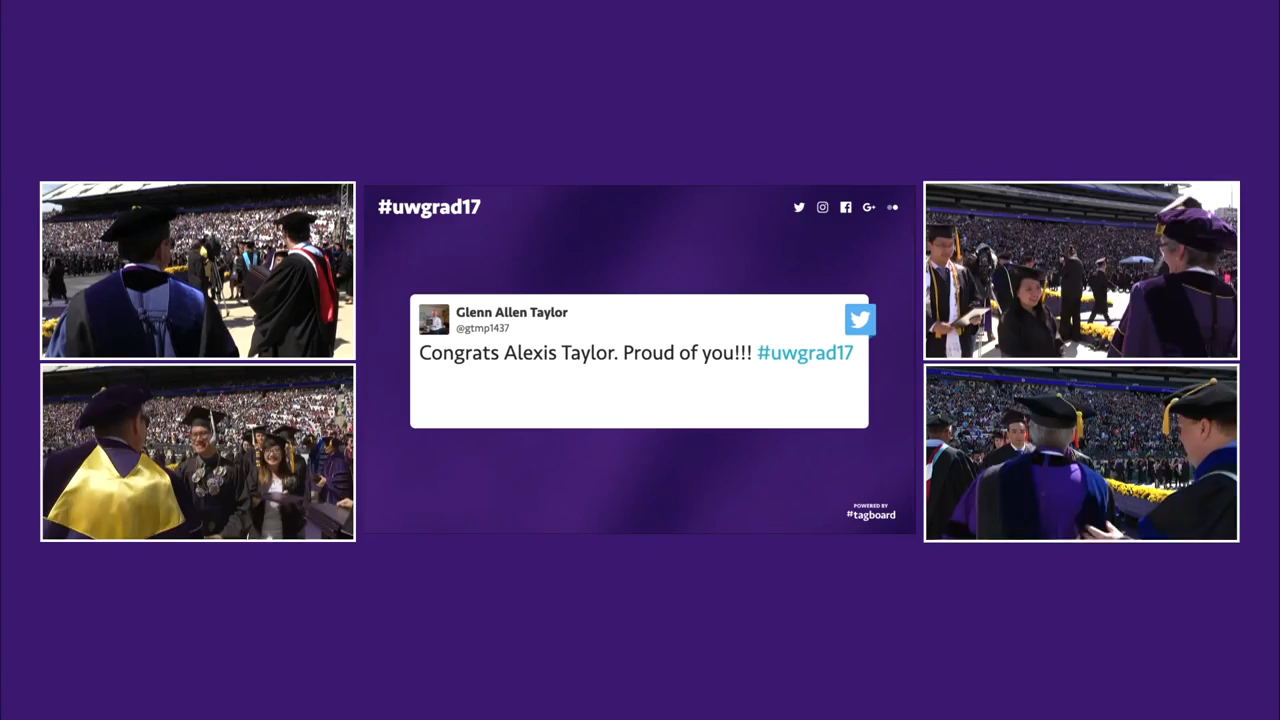 #uwgrad17
Glenn Allen Taylor
@gtmp1437
Congrats Alexis Taylor. Proud of you!!! #uwgrad17
POWERED BY
#tagboard